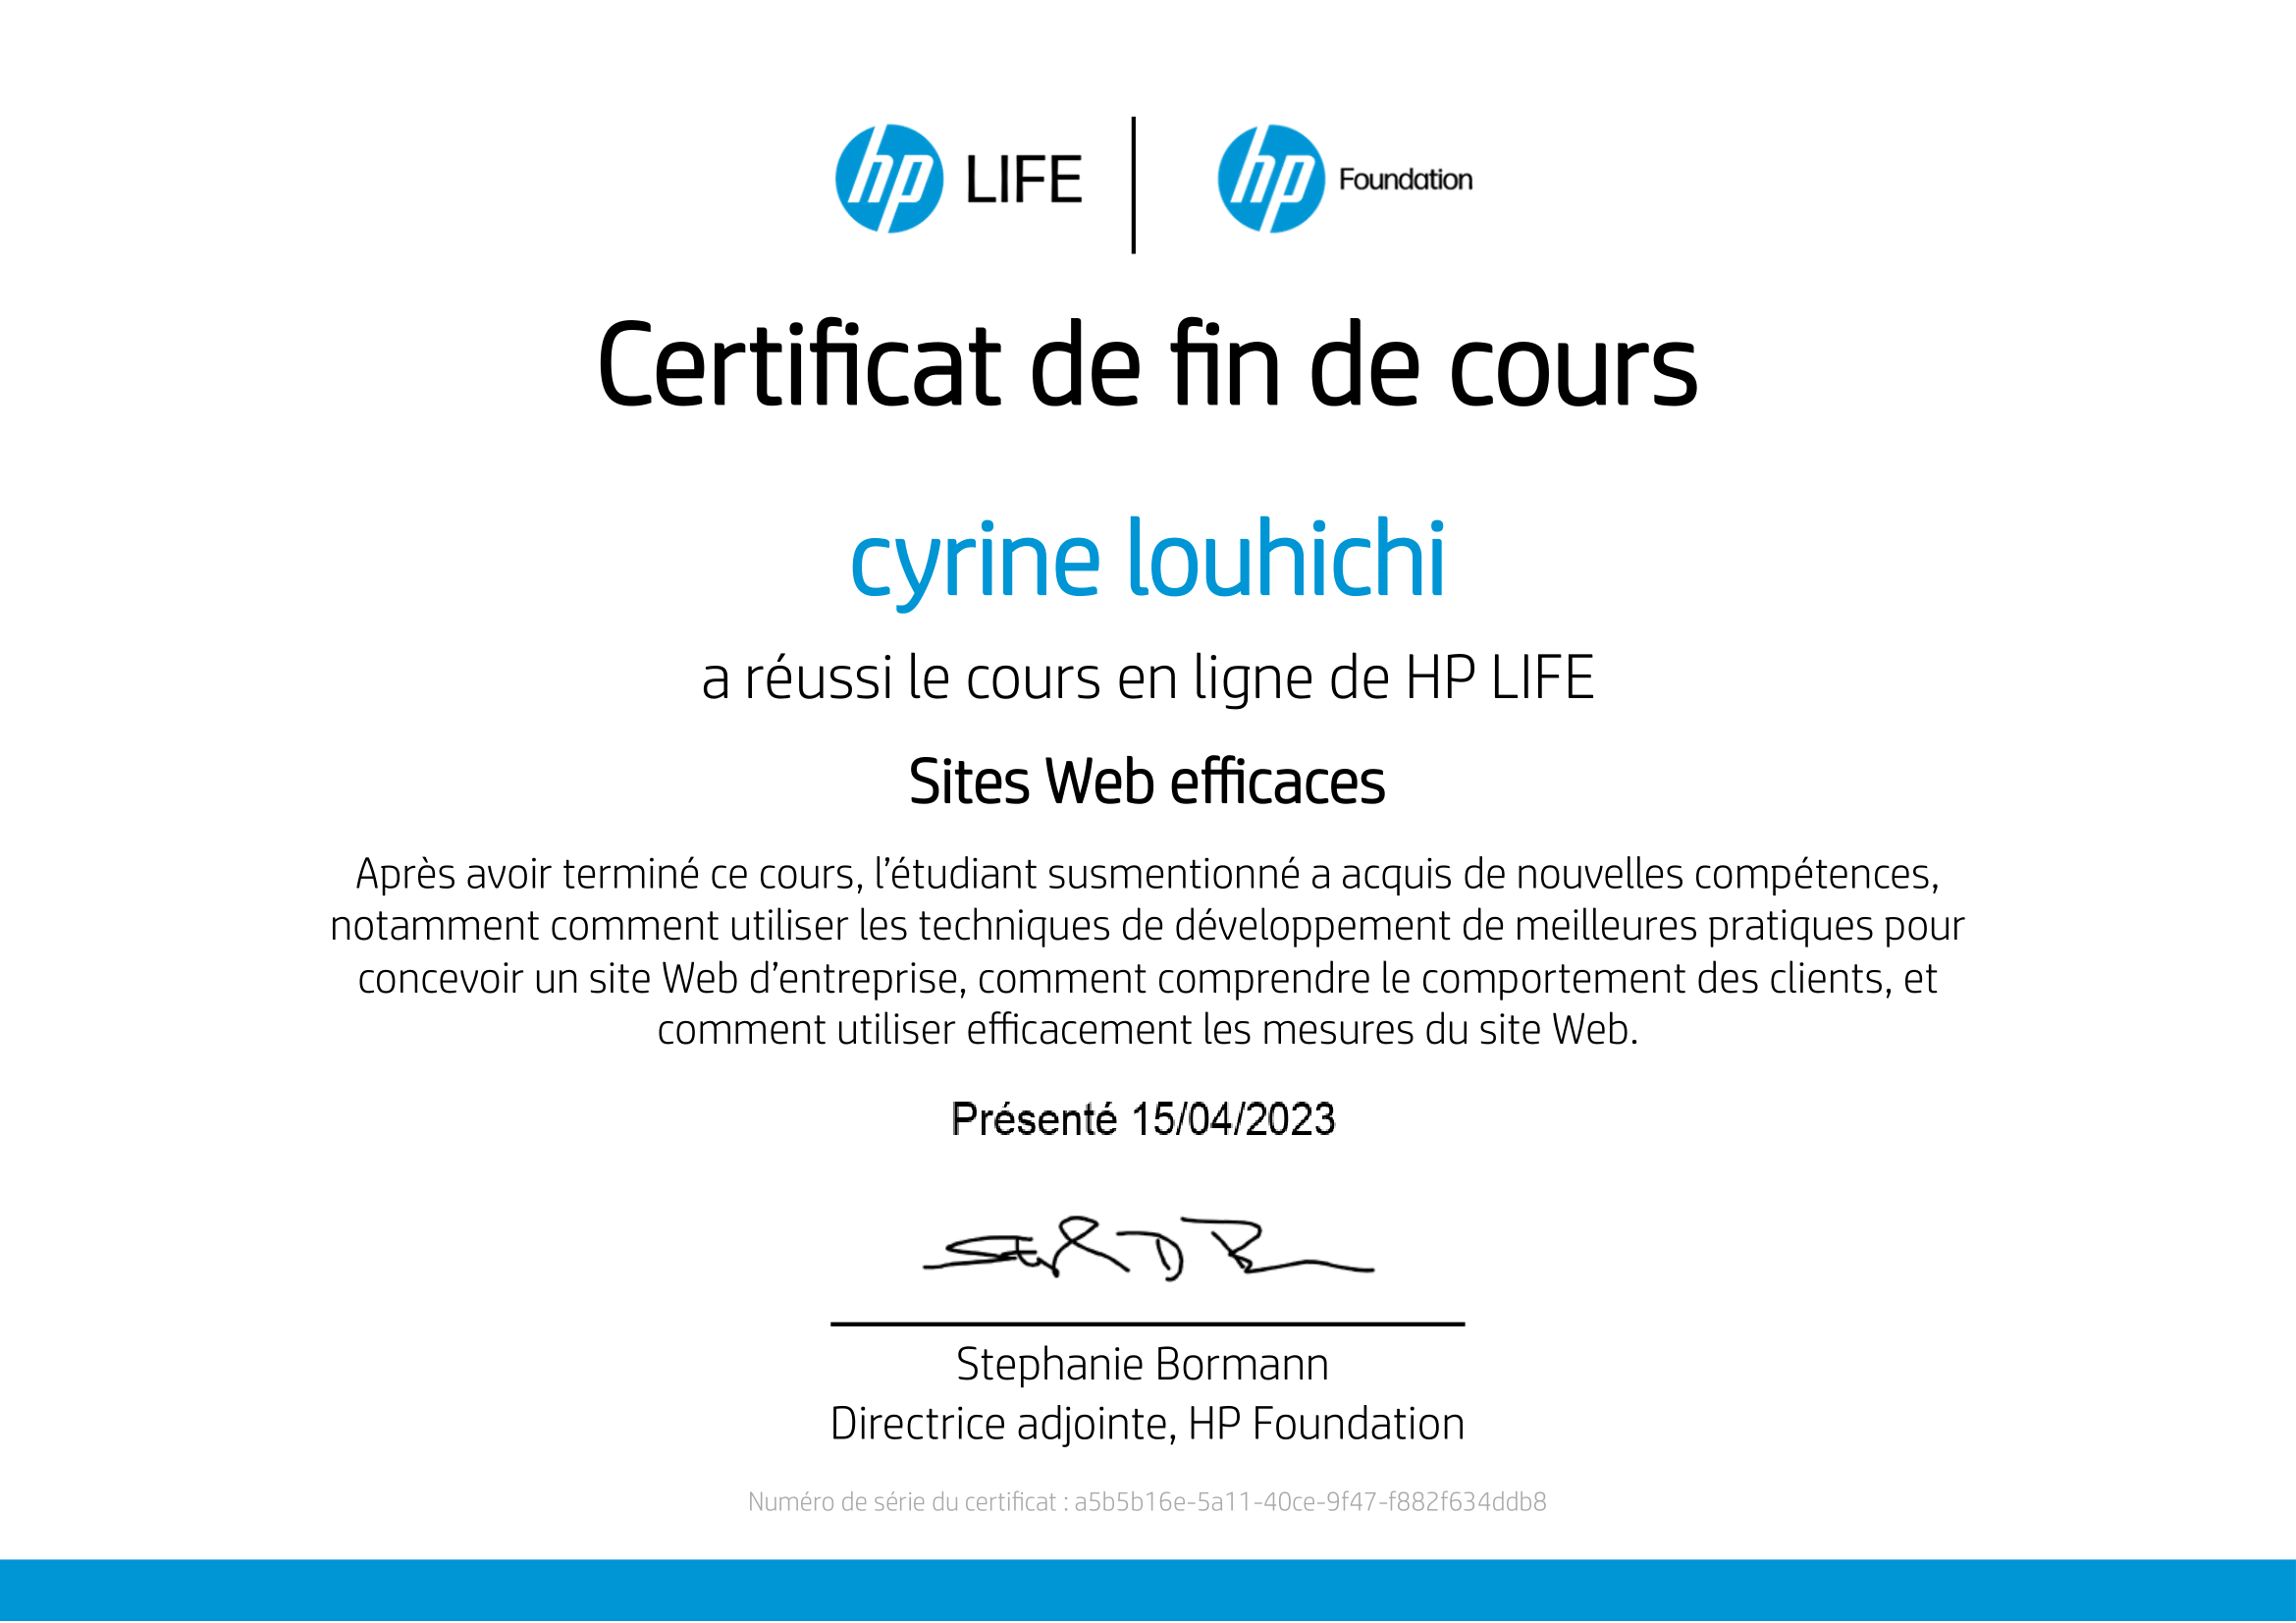 hp LIFE
hp Foundation
Certificat de fin de cours
cyrine louhichi
a réussi le cours en ligne de HP LIFE
Sites Web efficaces
Après avoir terminé ce cours, l’étudiant susmentionné a acquis de nouvelles compétences,
notamment comment utiliser les techniques de développement de meilleures pratiques pour
concevoir un site Web d’entreprise, comment comprendre le comportement des clients, et
comment utiliser efficacement les mesures du site Web.
Présenté 15/04/2023
Stephanie Bormann
Directrice adjointe, HP Foundation
Numéro de série du certificat : a5b5b16e-5a11-40ce-9f47-f882f634ddb8